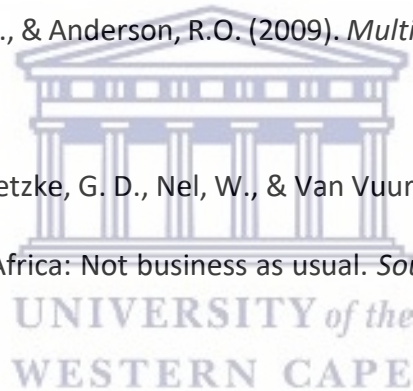 ., & Anderson, R.O. (2009). Multi
etzke, G. D., Nel, W., & Van Vuur
Africa: Not business as usual. Sou
UNIVERSITY of the
WESTERN CAPE